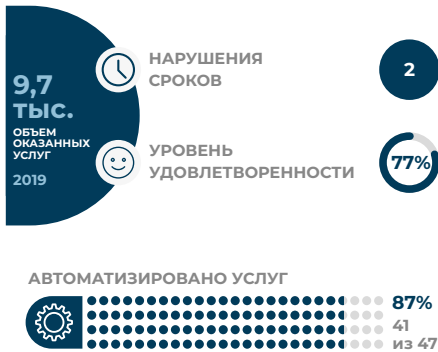 9,7
ТЫС.
ОБЪЕМ
ОКАЗАННЫХ
УСЛУГ
2019
НАРУШЕНИЯ
СРОКОВ
2
УРОВЕНЬ
УДОВЛЕТВОРЕННОСТИ
77%
АВТОМАТИЗИРОВАНО УСЛУГ
87%
41
из 47